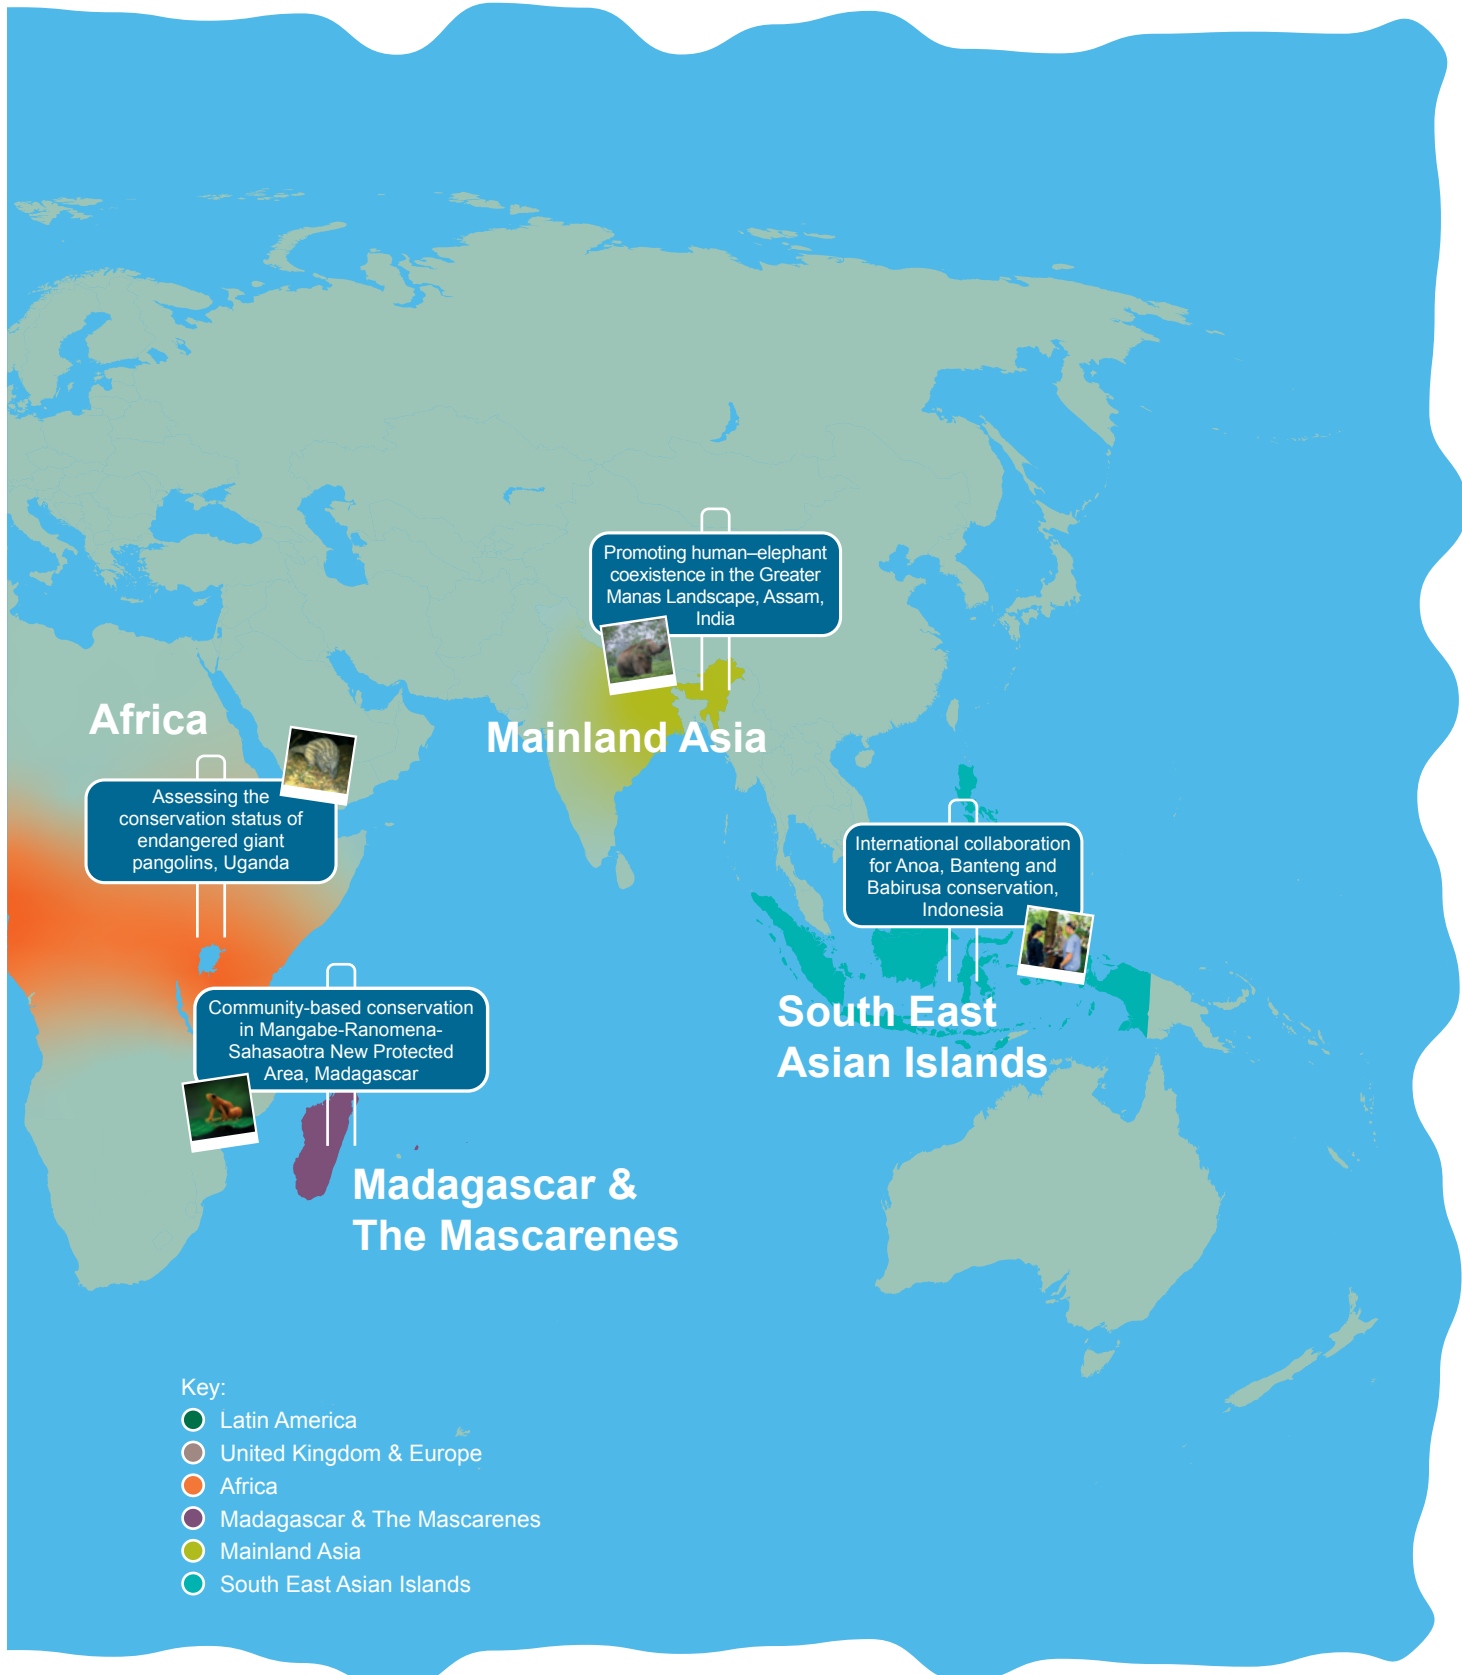 Promoting human–elephant
coexistence in the Greater
Manas Landscape, Assam,
India
Africa
Mainland Asia
Assessing the
conservation status of
endangered giant
pangolins, Uganda
International collaboration
for Anoa, Banteng and
Babirusa conservation,
Indonesia
Community-based conservation
in Mangabe-Ranomena-
Sahasaotra New Protected
Area, Madagascar
South East
Asian Islands
Madagascar &
The Mascarenes
Key:
Latin America
United Kingdom & Europe
Africa
Madagascar & The Mascarenes
Mainland Asia
South East Asian Islands